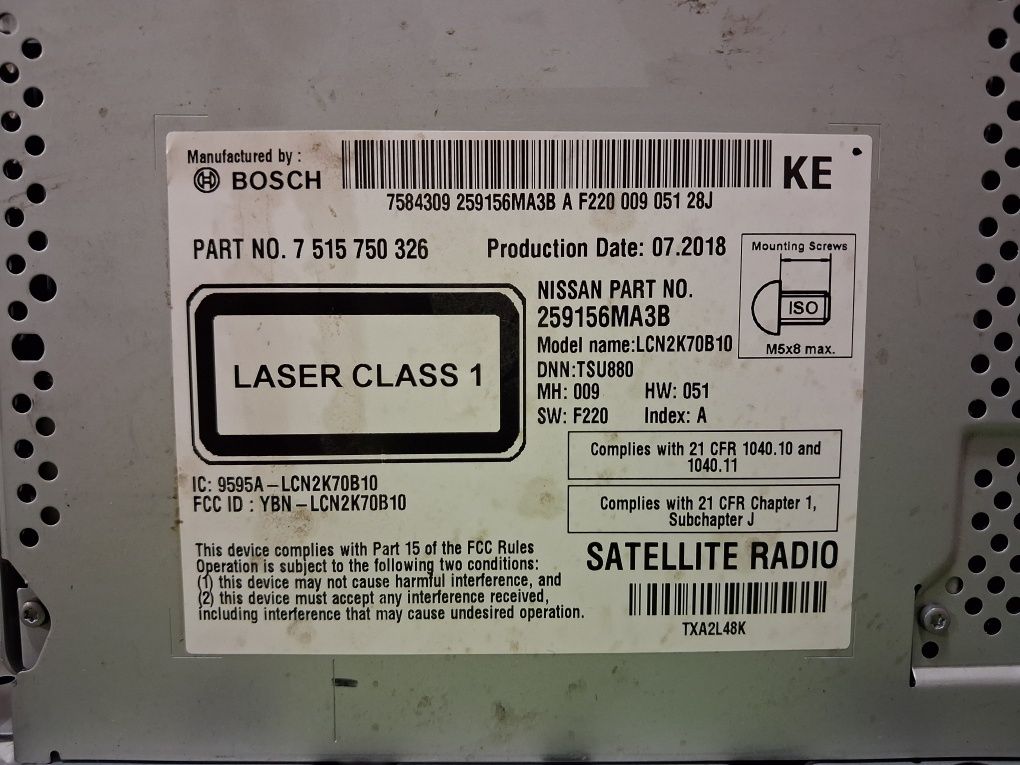 Manufactured by :
BOSCH
KE
7584309 259156MA3B A F220 009 051 28J
PART NO. 7 515 750 326
Production Date: 07.2018
Mounting Screws
ISO
M5x8 max.
NISSAN PART NO.
259156MA3B
Model name:LCN2K70B10
DNN:TSU880
MH: 009 HW: 051
SW: F220 Index: A
LASER CLASS 1
Complies with 21 CFR 1040.10 and
1040.11
IC: 9595A-LCN2K70B10
FCC ID : YBN-LCN2K70B10
Complies with 21 CFR Chapter 1,
Subchapter J
This device complies with Part 15 of the FCC Rules
Operation is subject to the following two conditions:
(1) this device may not cause harmful interference, and
(2) this device must accept any interference received,
including interference that may cause undesired operation.
SATELLITE RADIO
TXA2L48K